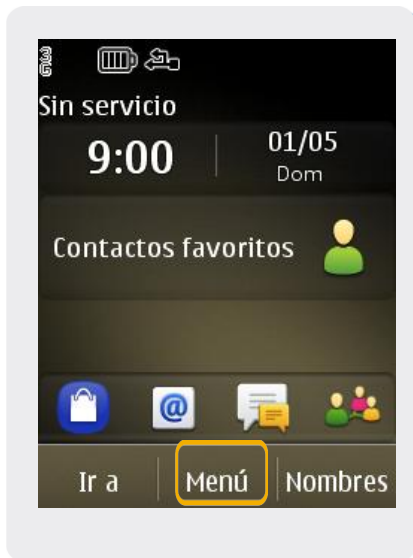 Sin servicio
9:00
01/05
Dom
Contactos favoritos
@
Ir a
Menú
Nombres